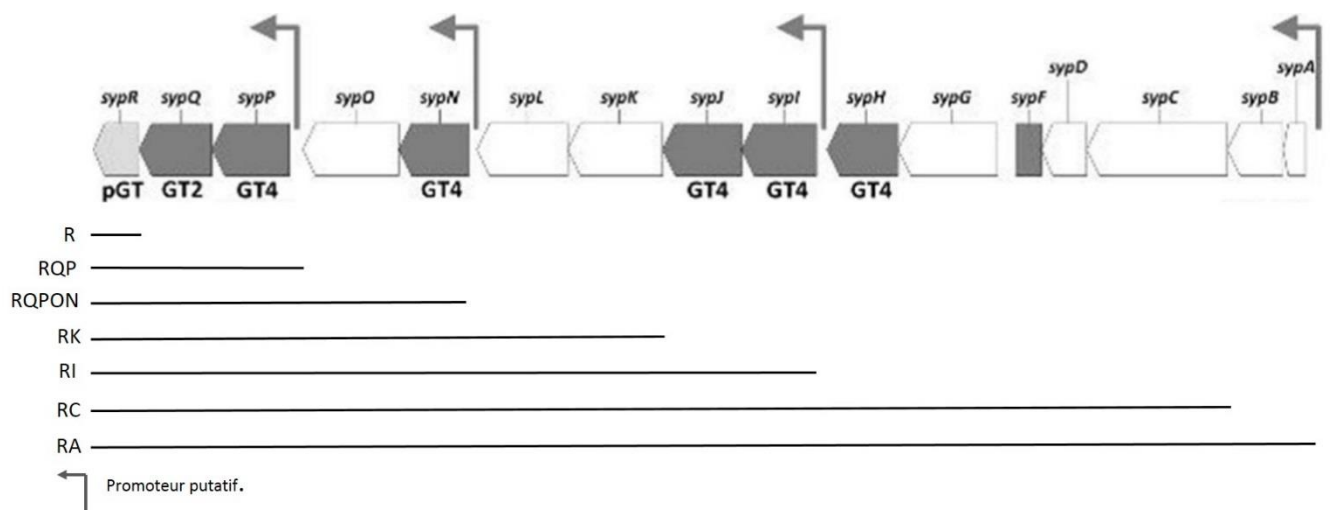 sypD
sypA
sypR sypQ sypP sypO sypN sypL sypK sypJ sypI sypH sypG sypF sypC sypB
pGT GT2 GT4 GT4 GT4 GT4 GT4
R
RQP
RQPON
RK
RI
RC
RA
Promoteur putatif.